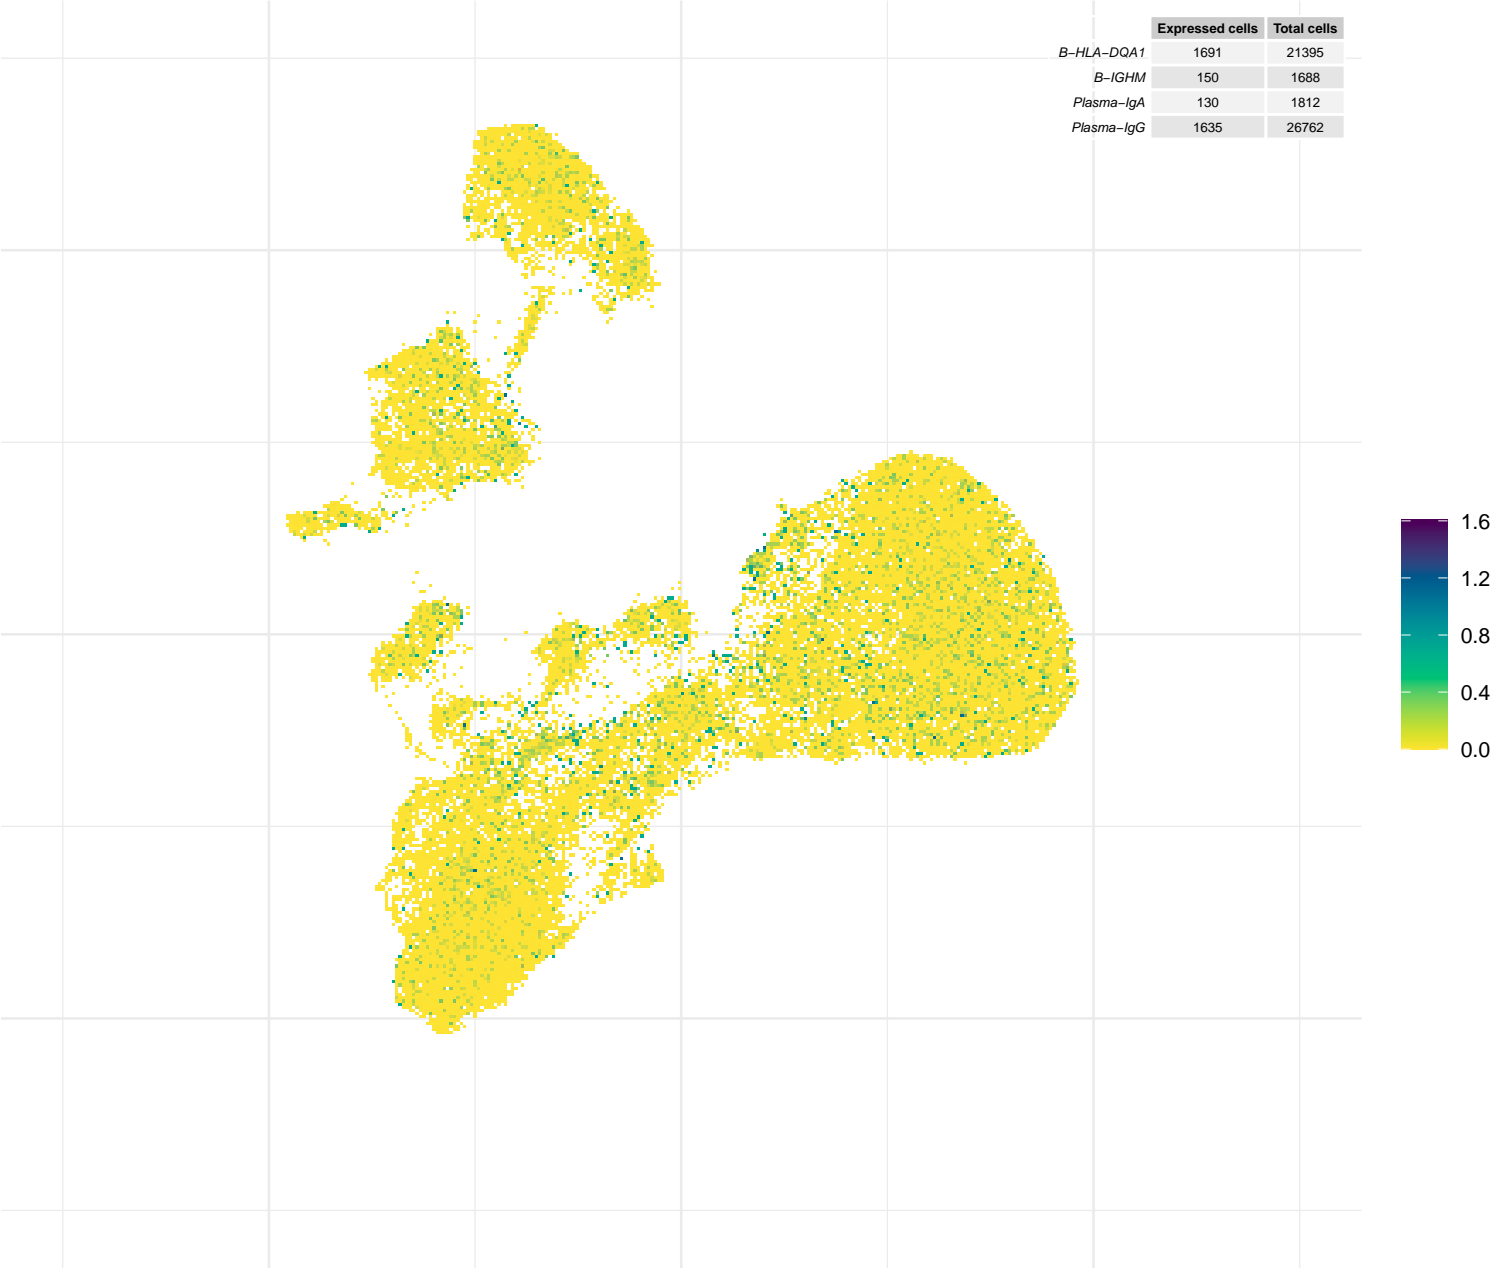 Expressed cells Total cells
B−HLA−DQA1 1691 21395
B−IGHM 150 1688
Plasma−IgA 130 1812
Plasma−IgG 1635 26762
1.6
1.2
0.8
0.4
0.0